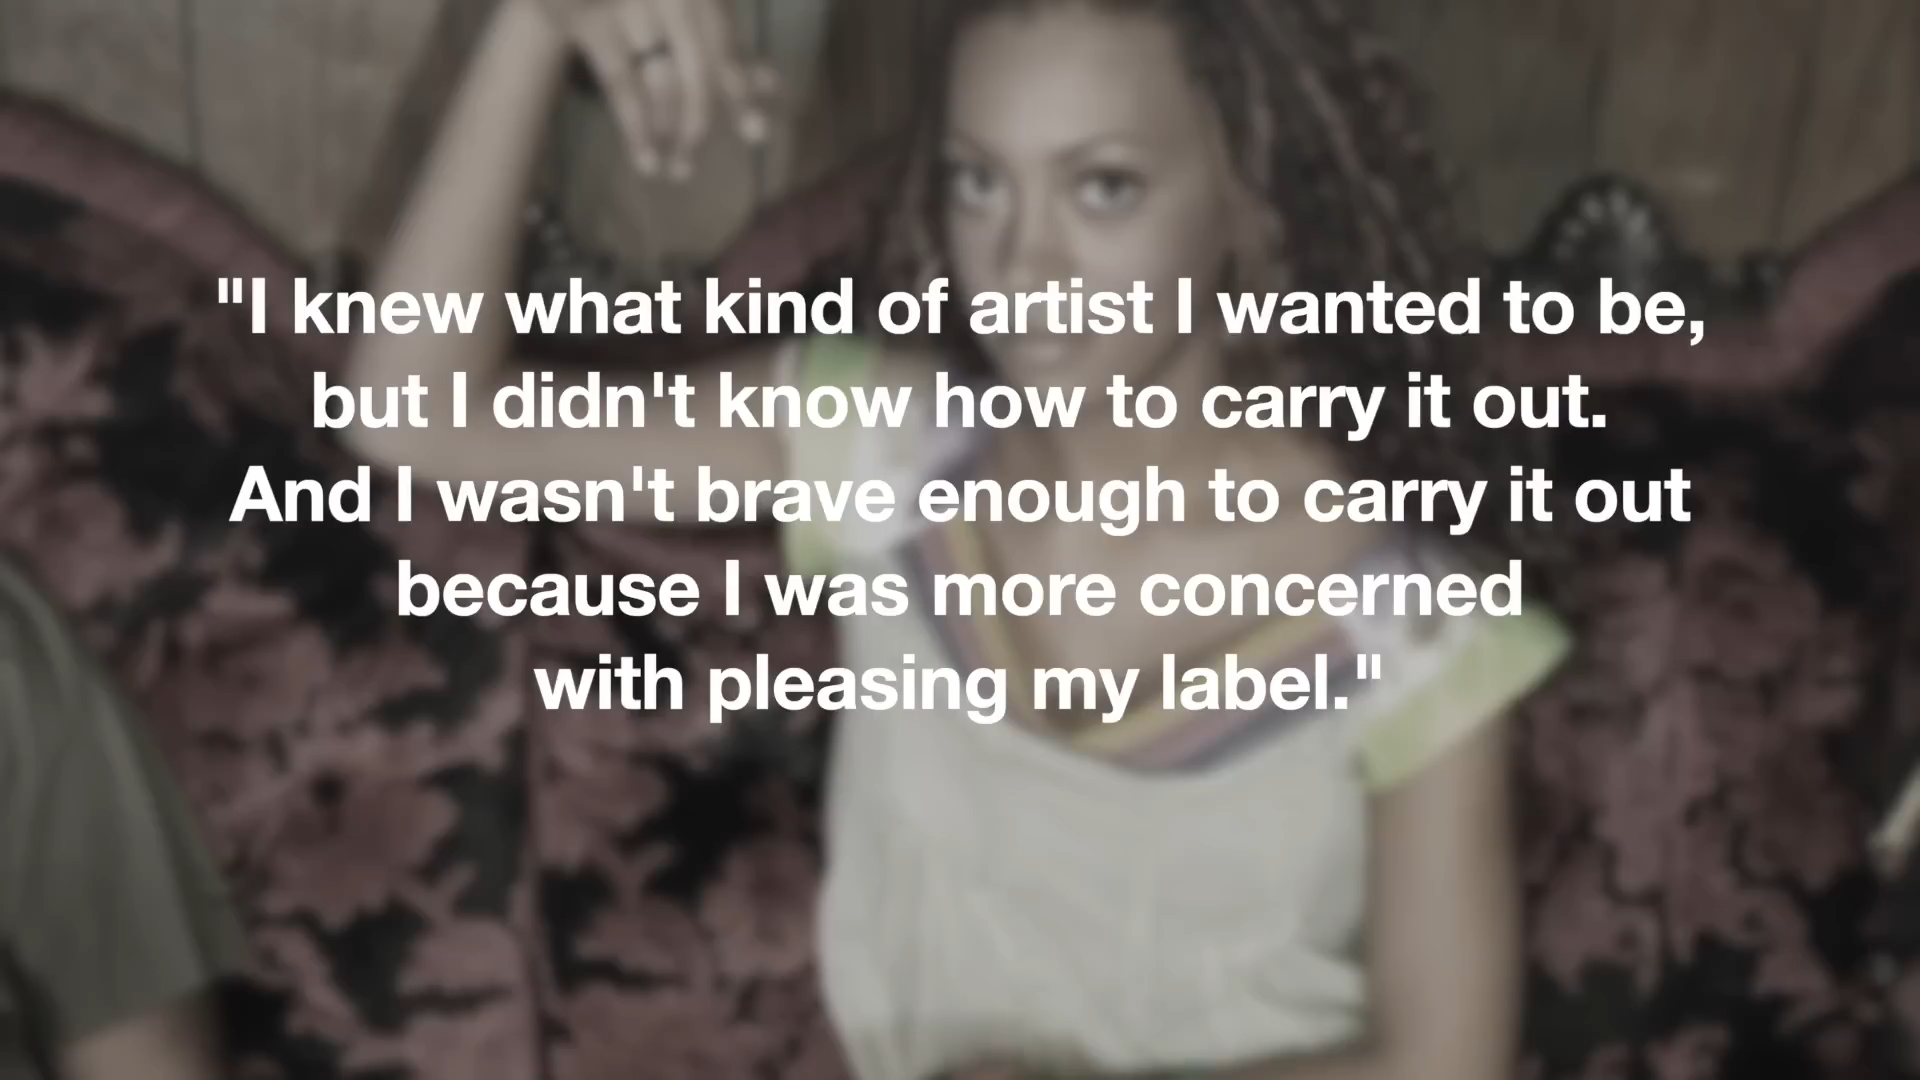 "I knew what kind of artist I wanted to be,
but I didn't know how to carry it out.
And I wasn't brave enough to carry it out
because I was more concerned
with pleasing my label."